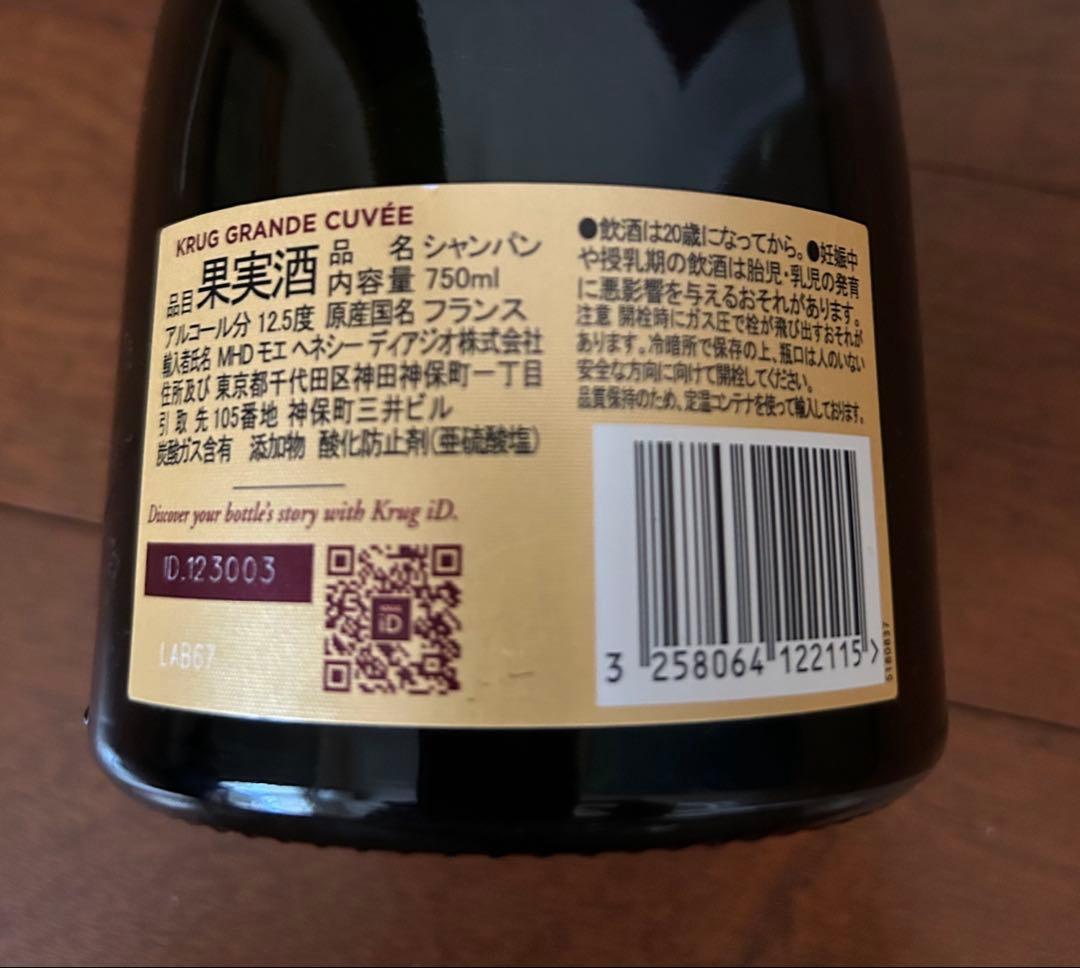 KRUG GRANDE CUVÉE
品目 果実酒 品 名 シャンパン
内容量 750ml
アルコール分 12.5度 原産国名 フランス
輸入者氏名 MHD モエ ヘネシー ディアジオ株式会社
住所及び 東京都千代田区神田神保町一丁目
引 取 先 105番地 神保町三井ビル
炭酸ガス含有 添加物 酸化防止剤(亜硫酸塩)
Discover your bottle's story with Krug iD.
ID.123003
iD
LAB67
●飲酒は20歳になってから。●妊娠中
や授乳期の飲酒は胎児・乳児の発育
に悪影響を与えるおそれがあります。
注意 開栓時にガス圧で栓が飛び出すおそれが
あります。冷暗所で保存の上、瓶口は人のいない
安全な方向に向けて開栓してください。
品質保持のため、定温コンテナを使って輸入しております。
3 258064 122115 >
6180837